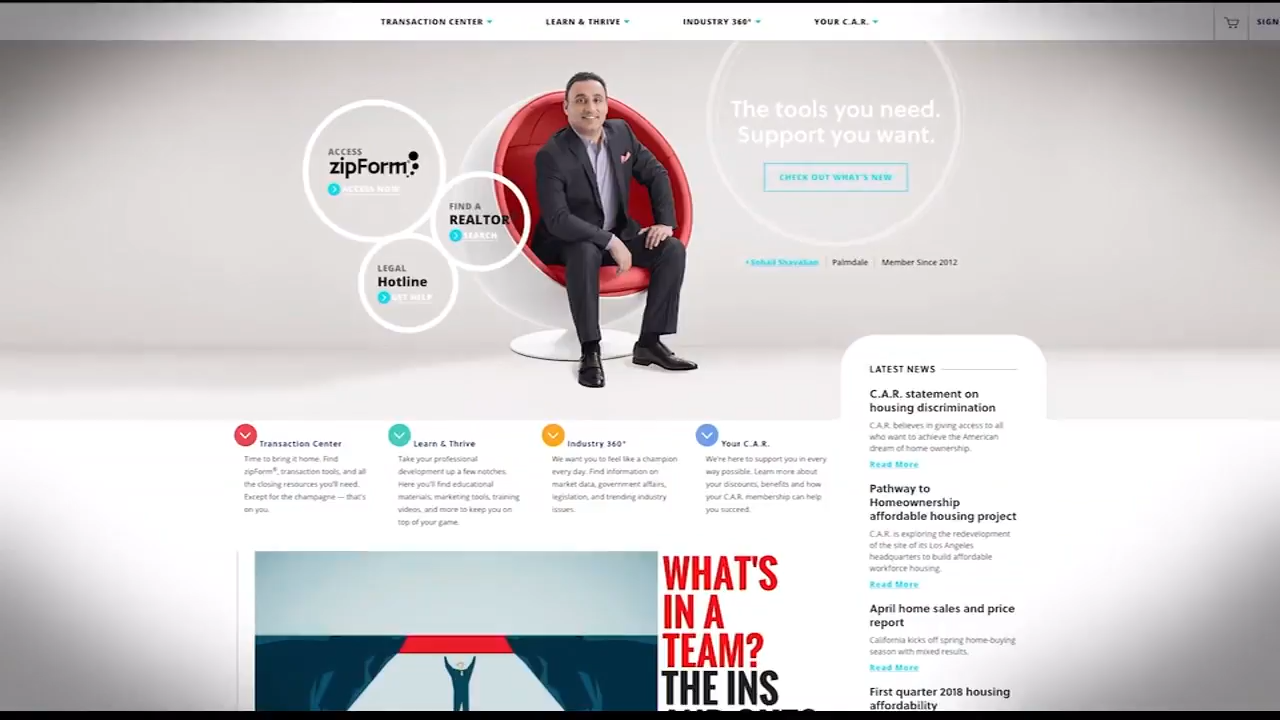 TRANSACTION CENTER
LEARN & THRIVE
INDUSTRY 360°
YOUR C.A.R.
SIGN
ACCESS
zipForm
ACCESS NOW
FIND A
REALTOR
SEARCH
LEGAL
Hotline
GET HELP
The tools you need.
Support you want.
CHECK OUT WHAT'S NEW
Palmdale
Member Since 2012
Transaction Center
Time to bring it home. Find
zipForm®, transaction tools, and all
the closing resources you'll need.
Except for the champagne — that's
on you.
Learn & Thrive
Take your professional
development up a few notches.
Here you'll find educational
materials, marketing tools, training
videos, and more to keep you on
top of your game.
Industry 360°
We want you to feel like a champion
every day. Find information on
market data, government affairs,
legislation, and trending industry
issues.
Your C.A.R.
We're here to support you in every
way possible. Learn more about
your discounts, benefits and how
your C.A.R. membership can help
you succeed.
LATEST NEWS
C.A.R. statement on
housing discrimination
C.A.R. believes in giving access to all
who want to achieve the American
dream of home ownership.
Read More
Pathway to
Homeownership
affordable housing project
C.A.R. is exploring the redevelopment
of the site of its Los Angeles
headquarters to build affordable
workforce housing.
Read More
April home sales and price
report
California kicks off spring home-buying
season with mixed results.
Read More
First quarter 2018 housing
affordability
WHAT'S
IN A
TEAM?
THE INS
AND OUTS